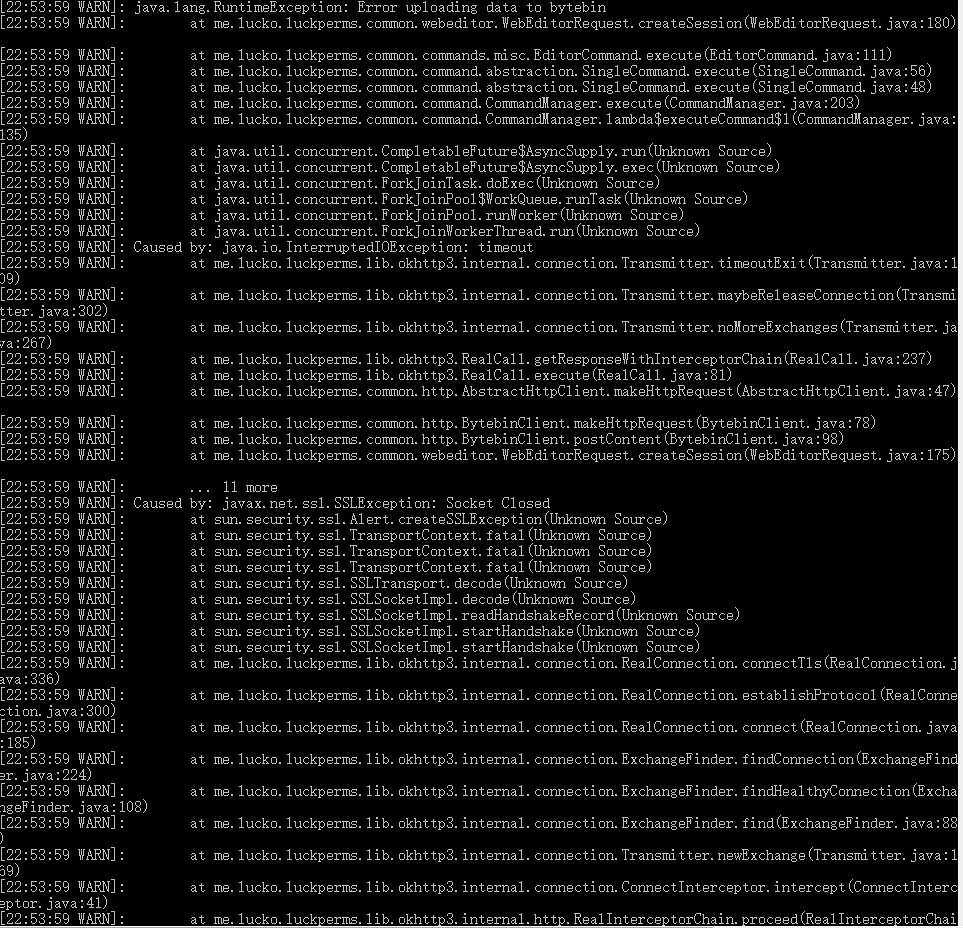 [22:53:59 WARN]: java.lang.RuntimeException: Error uploading data to bytebin
[22:53:59 WARN]:        at me.lucko.luckperms.common.webeditor.WebEditorRequest.createSession(WebEditorRequest.java:180)
[22:53:59 WARN]:        at me.lucko.luckperms.common.commands.misc.EditorCommand.execute(EditorCommand.java:111)
[22:53:59 WARN]:        at me.lucko.luckperms.common.command.abstraction.SingleCommand.execute(SingleCommand.java:56)
[22:53:59 WARN]:        at me.lucko.luckperms.common.command.abstraction.SingleCommand.execute(SingleCommand.java:48)
[22:53:59 WARN]:        at me.lucko.luckperms.common.command.CommandManager.execute(CommandManager.java:203)
[22:53:59 WARN]:        at me.lucko.luckperms.common.command.CommandManager.lambda$executeCommand$1(CommandManager.java:
135)
[22:53:59 WARN]:        at java.util.concurrent.CompletableFuture$AsyncSupply.run(Unknown Source)
[22:53:59 WARN]:        at java.util.concurrent.CompletableFuture$AsyncSupply.exec(Unknown Source)
[22:53:59 WARN]:        at java.util.concurrent.ForkJoinTask.doExec(Unknown Source)
[22:53:59 WARN]:        at java.util.concurrent.ForkJoinPool$WorkQueue.runTask(Unknown Source)
[22:53:59 WARN]:        at java.util.concurrent.ForkJoinPool.runWorker(Unknown Source)
[22:53:59 WARN]:        at java.util.concurrent.ForkJoinWorkerThread.run(Unknown Source)
[22:53:59 WARN]: Caused by: java.io.InterruptedIOException: timeout
[22:53:59 WARN]:        at me.lucko.luckperms.lib.okhttp3.internal.connection.Transmitter.timeoutExit(Transmitter.java:1
09)
[22:53:59 WARN]:        at me.lucko.luckperms.lib.okhttp3.internal.connection.Transmitter.maybeReleaseConnection(Transmi
tter.java:302)
[22:53:59 WARN]:        at me.lucko.luckperms.lib.okhttp3.internal.connection.Transmitter.noMoreExchanges(Transmitter.ja
va:267)
[22:53:59 WARN]:        at me.lucko.luckperms.lib.okhttp3.RealCall.getResponseWithInterceptorChain(RealCall.java:237)
[22:53:59 WARN]:        at me.lucko.luckperms.lib.okhttp3.RealCall.execute(RealCall.java:81)
[22:53:59 WARN]:        at me.lucko.luckperms.common.http.AbstractHttpClient.makeHttpRequest(AbstractHttpClient.java:47)
[22:53:59 WARN]:        at me.lucko.luckperms.common.http.BytebinClient.makeHttpRequest(BytebinClient.java:78)
[22:53:59 WARN]:        at me.lucko.luckperms.common.http.BytebinClient.postContent(BytebinClient.java:98)
[22:53:59 WARN]:        at me.lucko.luckperms.common.webeditor.WebEditorRequest.createSession(WebEditorRequest.java:175)
[22:53:59 WARN]:        ... 11 more
[22:53:59 WARN]: Caused by: javax.net.ssl.SSLException: Socket Closed
[22:53:59 WARN]:        at sun.security.ssl.Alert.createSSLException(Unknown Source)
[22:53:59 WARN]:        at sun.security.ssl.TransportContext.fatal(Unknown Source)
[22:53:59 WARN]:        at sun.security.ssl.TransportContext.fatal(Unknown Source)
[22:53:59 WARN]:        at sun.security.ssl.TransportContext.fatal(Unknown Source)
[22:53:59 WARN]:        at sun.security.ssl.SSLTransport.decode(Unknown Source)
[22:53:59 WARN]:        at sun.security.ssl.SSLSocketImpl.decode(Unknown Source)
[22:53:59 WARN]:        at sun.security.ssl.SSLSocketImpl.readHandshakeRecord(Unknown Source)
[22:53:59 WARN]:        at sun.security.ssl.SSLSocketImpl.startHandshake(Unknown Source)
[22:53:59 WARN]:        at sun.security.ssl.SSLSocketImpl.startHandshake(Unknown Source)
[22:53:59 WARN]:        at me.lucko.luckperms.lib.okhttp3.internal.connection.RealConnection.connectTls(RealConnection.j
ava:336)
[22:53:59 WARN]:        at me.lucko.luckperms.lib.okhttp3.internal.connection.RealConnection.establishProtocol(RealConne
ction.java:300)
[22:53:59 WARN]:        at me.lucko.luckperms.lib.okhttp3.internal.connection.RealConnection.connect(RealConnection.java
:185)
[22:53:59 WARN]:        at me.lucko.luckperms.lib.okhttp3.internal.connection.ExchangeFinder.findConnection(ExchangeFind
er.java:224)
[22:53:59 WARN]:        at me.lucko.luckperms.lib.okhttp3.internal.connection.ExchangeFinder.findHealthyConnection(Excha
ngeFinder.java:108)
[22:53:59 WARN]:        at me.lucko.luckperms.lib.okhttp3.internal.connection.ExchangeFinder.find(ExchangeFinder.java:88
)
[22:53:59 WARN]:        at me.lucko.luckperms.lib.okhttp3.internal.connection.Transmitter.newExchange(Transmitter.java:1
69)
[22:53:59 WARN]:        at me.lucko.luckperms.lib.okhttp3.internal.connection.ConnectInterceptor.intercept(ConnectInterc
eptor.java:41)
[22:53:59 WARN]:        at me.lucko.luckperms.lib.okhttp3.internal.http.RealInterceptorChain.proceed(RealInterceptorChai